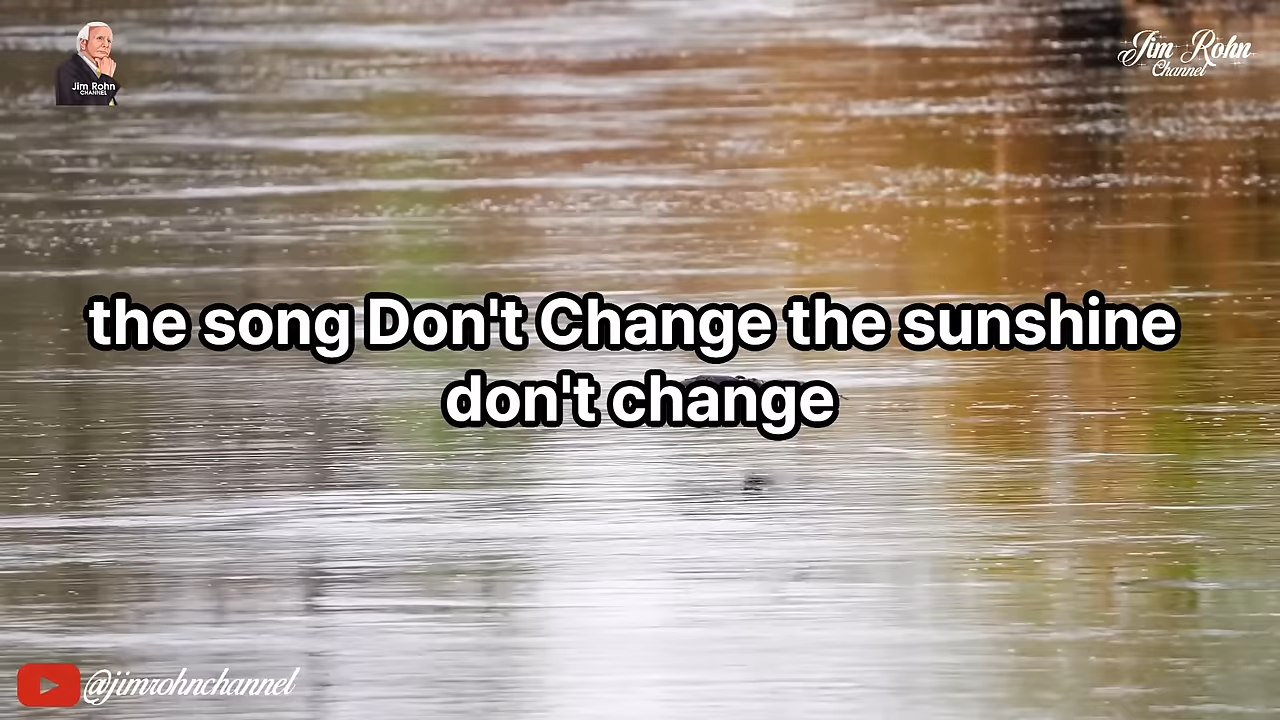 Jim Rohn
CHANNEL
Jim Rohn
Channel
the song Don't Change the sunshine
don't change
@jimrohnchannel